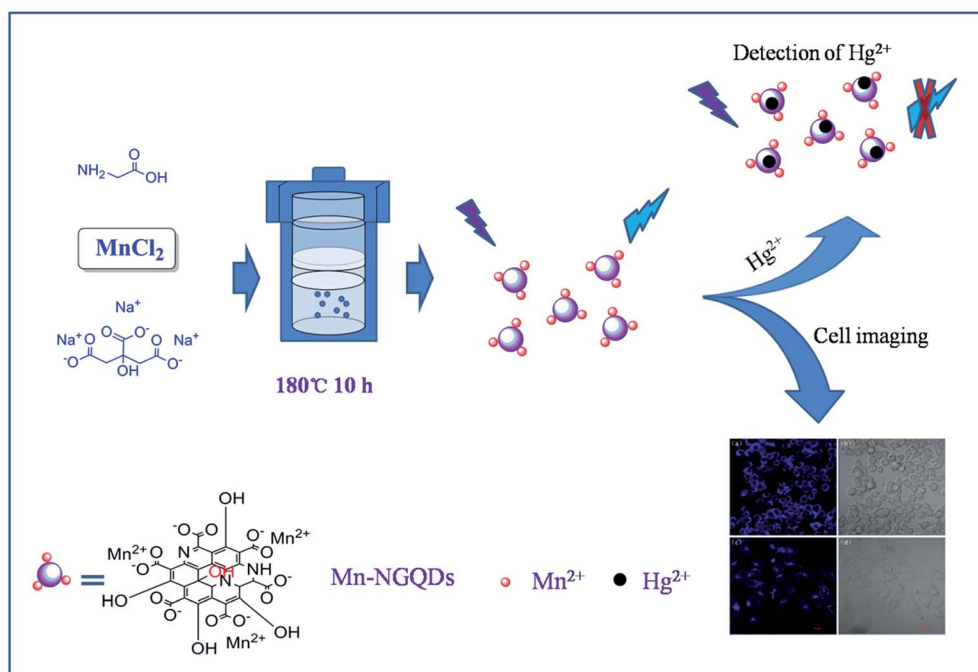 Detection of Hg²⁺
NH₂
O
OH
MnCl₂
Na⁺
Na⁺
O
O
O⁻
Na⁺
O
⁻O
OH
O⁻
180℃ 10 h
Hg²⁺
Cell imaging
(a)
(b)
(c)
(d)
OH
O
O⁻
O⁻
O
OH
Mn²⁺
O
N
O⁻
Mn²⁺
⁻O
OH
NH
O
N
O⁻
HO
O
O⁻
O
O⁻
HO
Mn²⁺
OH
Mn-NGQDs
Mn²⁺
Hg²⁺